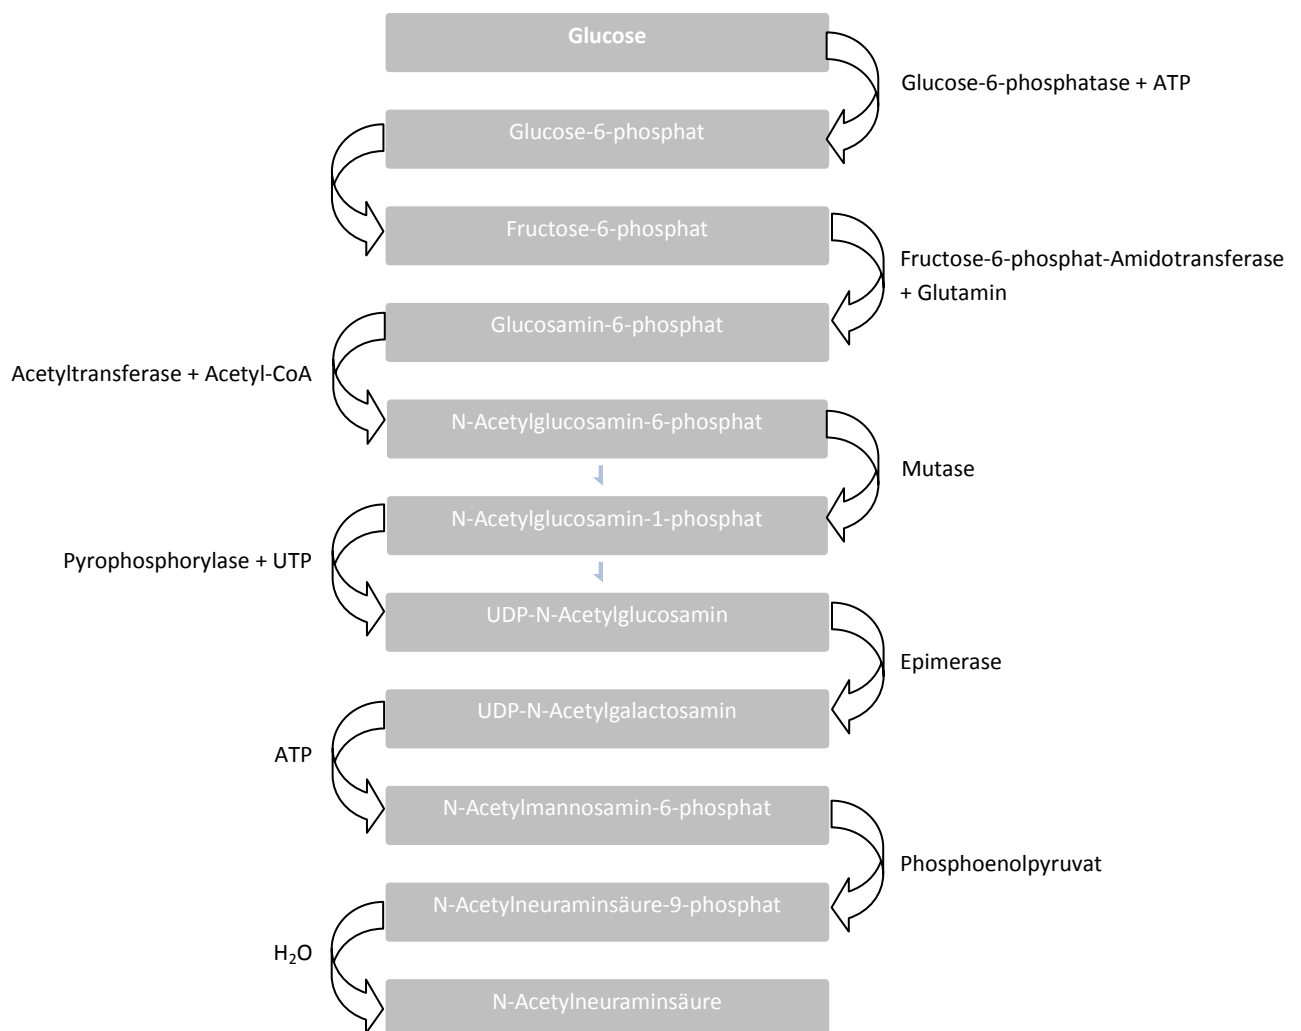 Glucose
Glucose-6-phosphatase + ATP
Glucose-6-phosphat
Fructose-6-phosphat
Fructose-6-phosphat-Amidotransferase
+ Glutamin
Glucosamin-6-phosphat
Acetyltransferase + Acetyl-CoA
N-Acetylglucosamin-6-phosphat
Mutase
N-Acetylglucosamin-1-phosphat
Pyrophosphorylase + UTP
UDP-N-Acetylglucosamin
Epimerase
UDP-N-Acetylgalactosamin
ATP
N-Acetylmannosamin-6-phosphat
Phosphoenolpyruvat
N-Acetylneuraminsäure-9-phosphat
H₂O
N-Acetylneuraminsäure